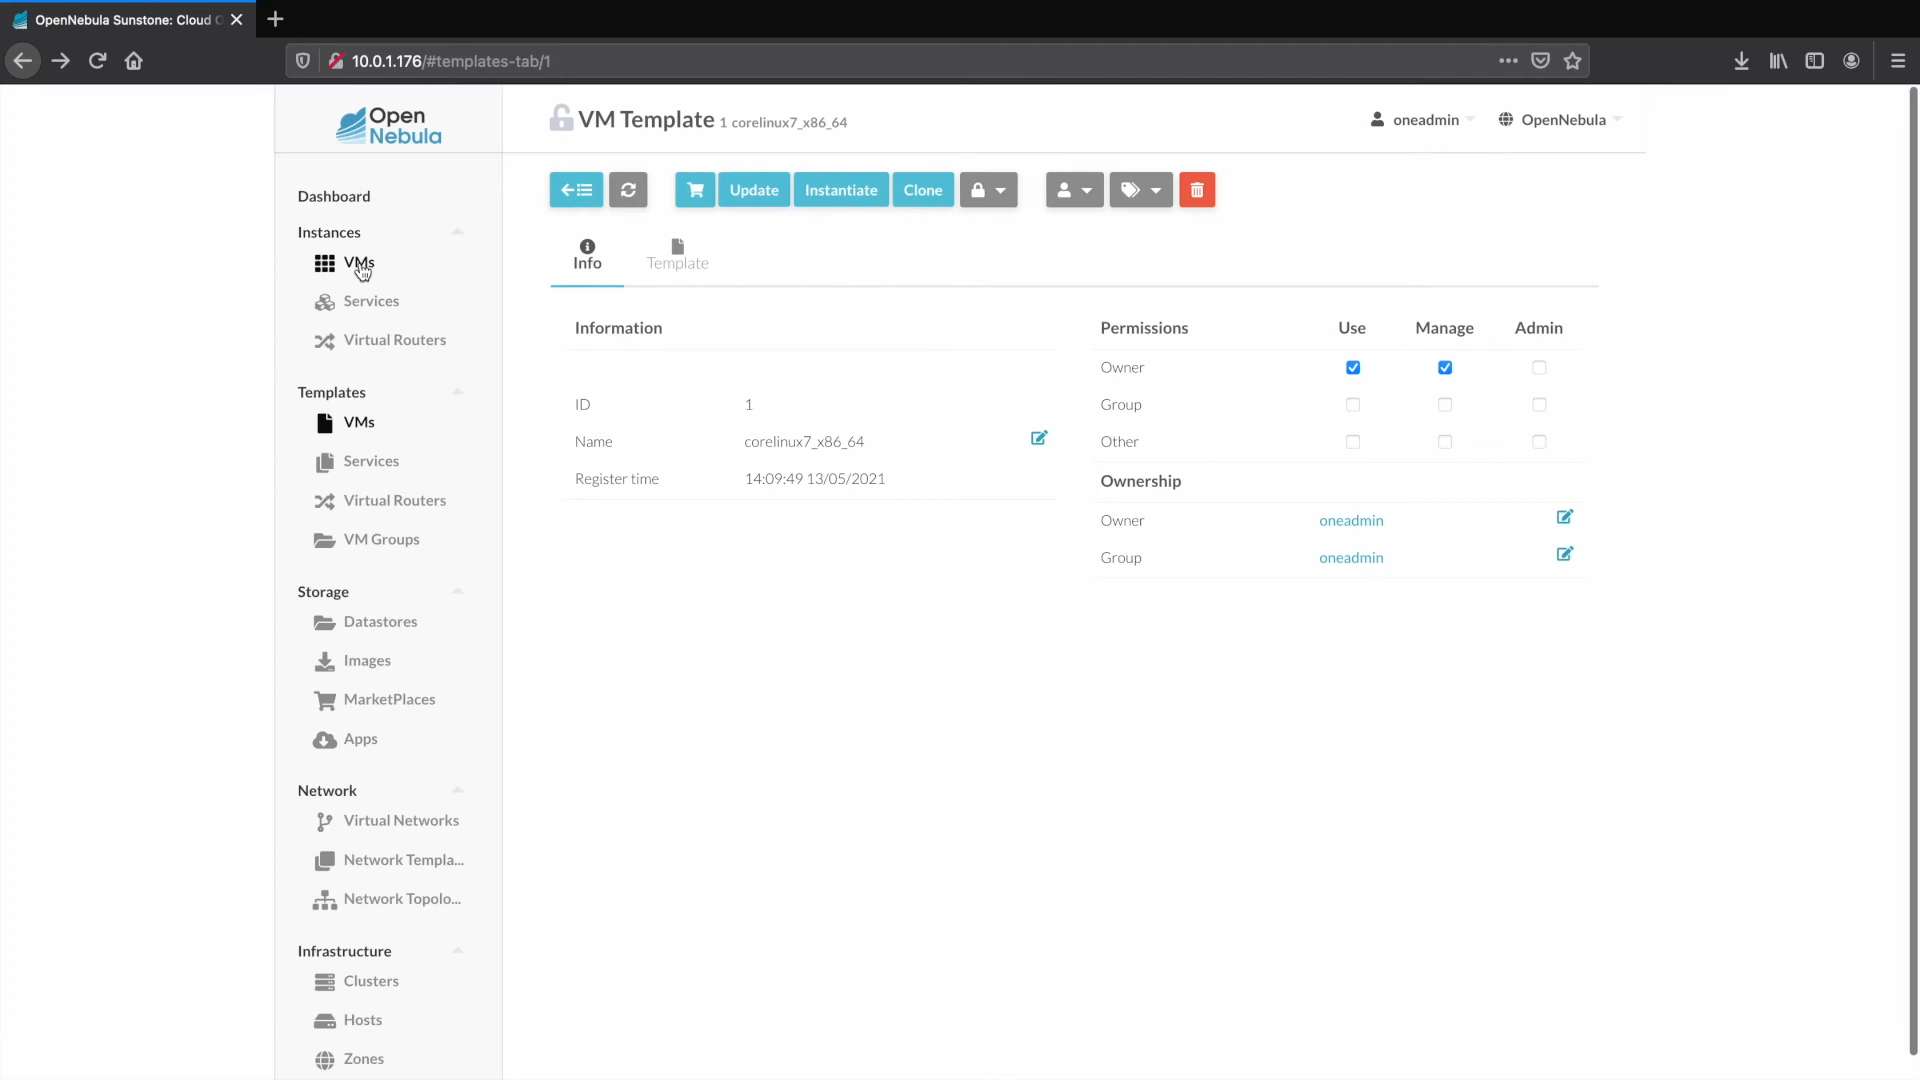 OpenNebula Sunstone: Cloud O
10.0.1.176/#templates-tab/1
Open
Nebula
VM Template 1 corelinux7_x86_64
oneadmin
OpenNebula
Dashboard
Instances
VMs
Services
Virtual Routers
Templates
VMs
Services
Virtual Routers
VM Groups
Storage
Datastores
Images
MarketPlaces
Apps
Network
Virtual Networks
Network Templa...
Network Topolo...
Infrastructure
Clusters
Hosts
Zones
Update
Instantiate
Clone
Info
Template
Information
ID 1
Name corelinux7_x86_64
Register time 14:09:49 13/05/2021
Permissions Use Manage Admin
Owner
Group
Other
Ownership
Owner oneadmin
Group oneadmin